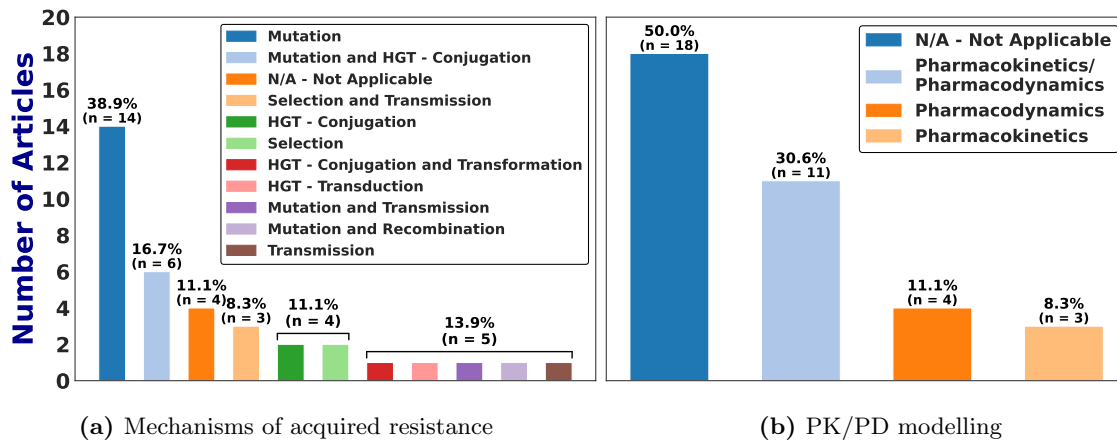 Number of Articles
20
18
16
14
12
10
8
6
4
2
0
38.9%
(n = 14)
16.7%
(n = 6)
11.1%
(n = 4)
8.3%
(n = 3)
11.1%
(n = 4)
13.9%
(n = 5)
Mutation
Mutation and HGT - Conjugation
N/A - Not Applicable
Selection and Transmission
HGT - Conjugation
Selection
HGT - Conjugation and Transformation
HGT - Transduction
Mutation and Transmission
Mutation and Recombination
Transmission
(a) Mechanisms of acquired resistance
50.0%
(n = 18)
30.6%
(n = 11)
11.1%
(n = 4)
8.3%
(n = 3)
N/A - Not Applicable
Pharmacokinetics/
Pharmacodynamics
Pharmacodynamics
Pharmacokinetics
(b) PK/PD modelling